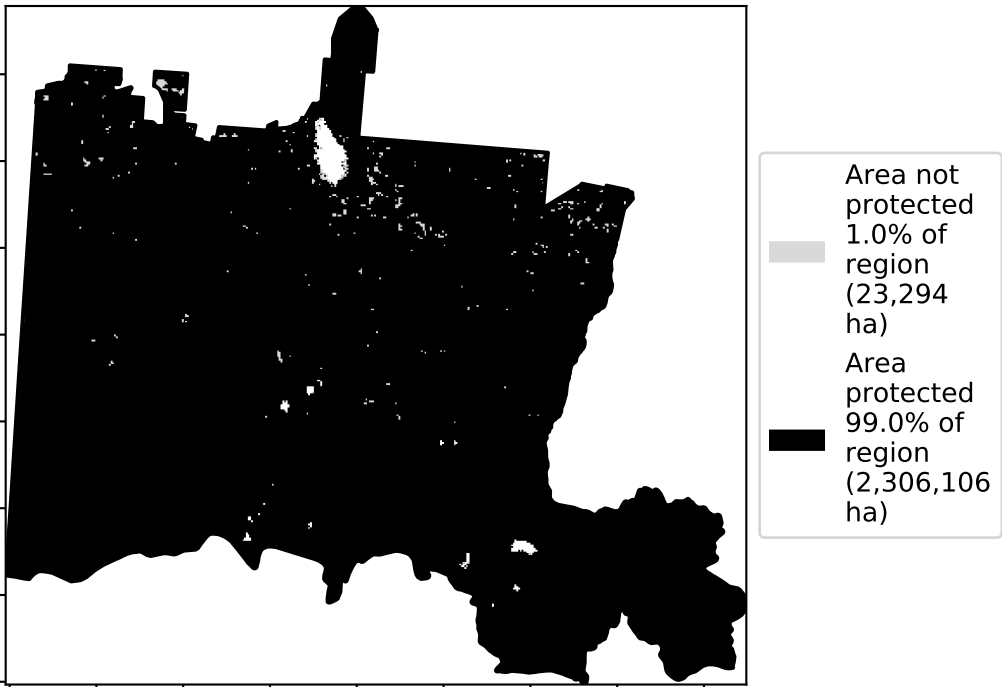 Area not
protected
1.0% of
region
(23,294
ha)
Area
protected
99.0% of
region
(2,306,106
ha)